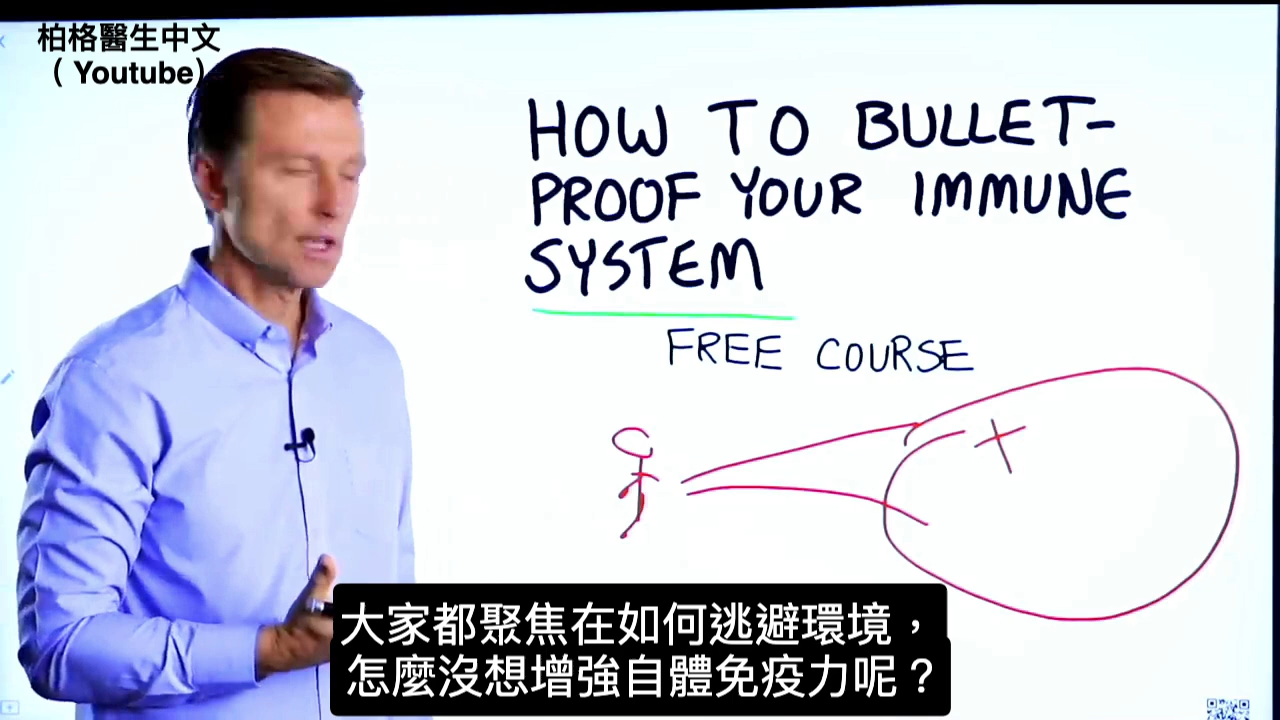 柏格醫生中文
( Youtube)
HOW TO BULLET-
PROOF YOUR IMMUNE
SYSTEM
FREE COURSE
大家都聚焦在如何逃避環境，
怎麼沒想增強自體免疫力呢？